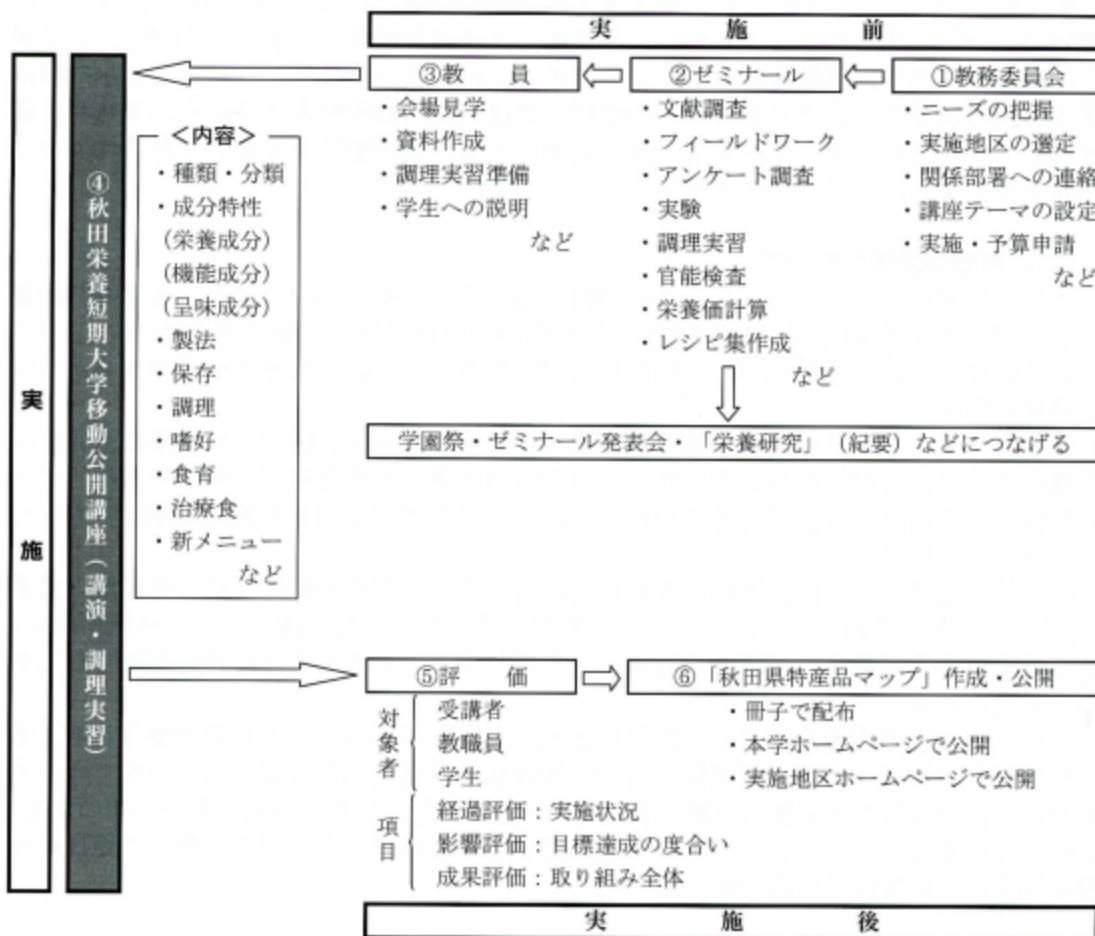 実施前
①教務委員会
・ニーズの把握
・実施地区の選定
・関係部署への連絡
・講座テーマの設定
・実施・予算申請
など
②ゼミナール
・文献調査
・フィールドワーク
・アンケート調査
・実験
・調理実習
・官能検査
・栄養価計算
・レシピ集作成
など
学園祭・ゼミナール発表会・「栄養研究」(紀要)などにつなげる
③教員
・会場見学
・資料作成
・調理実習準備
・学生への説明
など
実施
④秋田栄養短期大学移動公開講座(講演・調理実習)
<内容>
・種類・分類
・成分特性
(栄養成分)
(機能成分)
(呈味成分)
・製法
・保存
・調理
・嗜好
・食育
・治療食
・新メニュー
など
⑤評価
対象者
受講者
教職員
学生
項目
経過評価:実施状況
影響評価:目標達成の度合い
成果評価:取り組み全体
⑥「秋田県特産品マップ」作成・公開
・冊子で配布
・本学ホームページで公開
・実施地区ホームページで公開
実施後